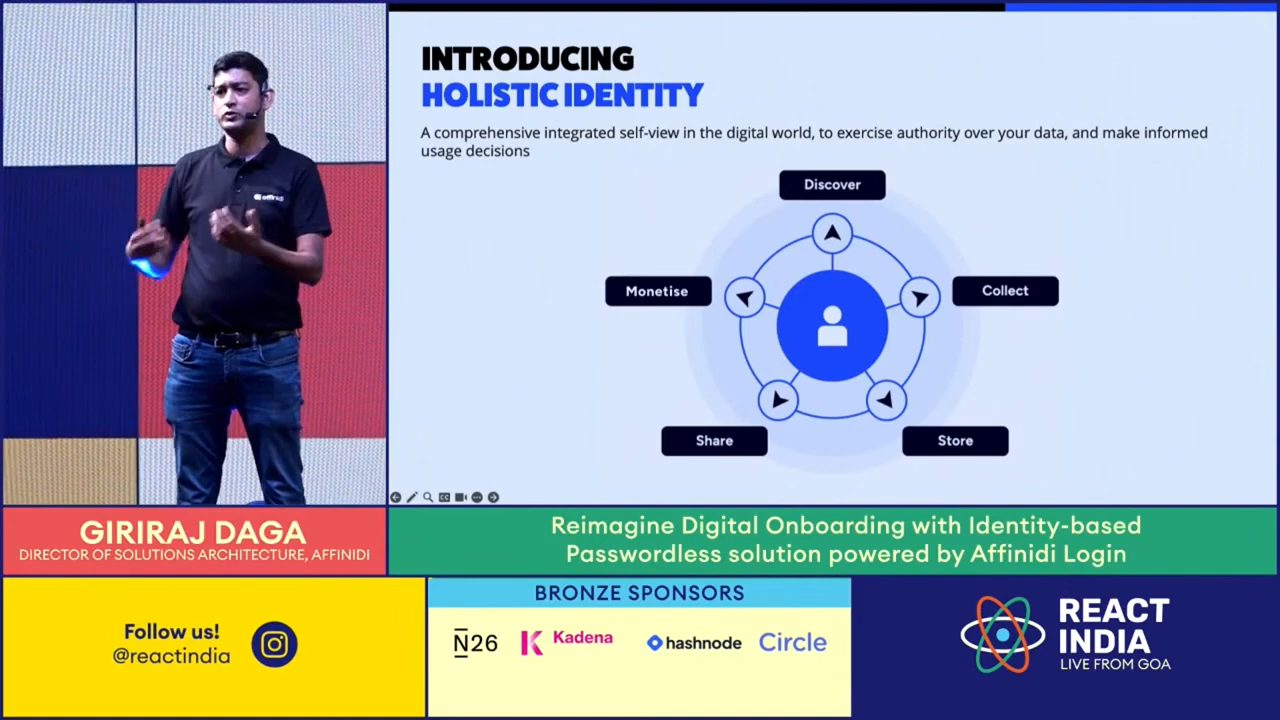 INTRODUCING
HOLISTIC IDENTITY
A comprehensive integrated self-view in the digital world, to exercise authority over your data, and make informed
usage decisions
Discover
Monetise
Collect
Share
Store
affinidi
GIRIRAJ DAGA
DIRECTOR OF SOLUTIONS ARCHITECTURE, AFFINIDI
Reimagine Digital Onboarding with Identity-based
Passwordless solution powered by Affinidi Login
Follow us!
@reactindia
BRONZE SPONSORS
N26
Kadena
hashnode
Circle
REACT
INDIA
LIVE FROM GOA